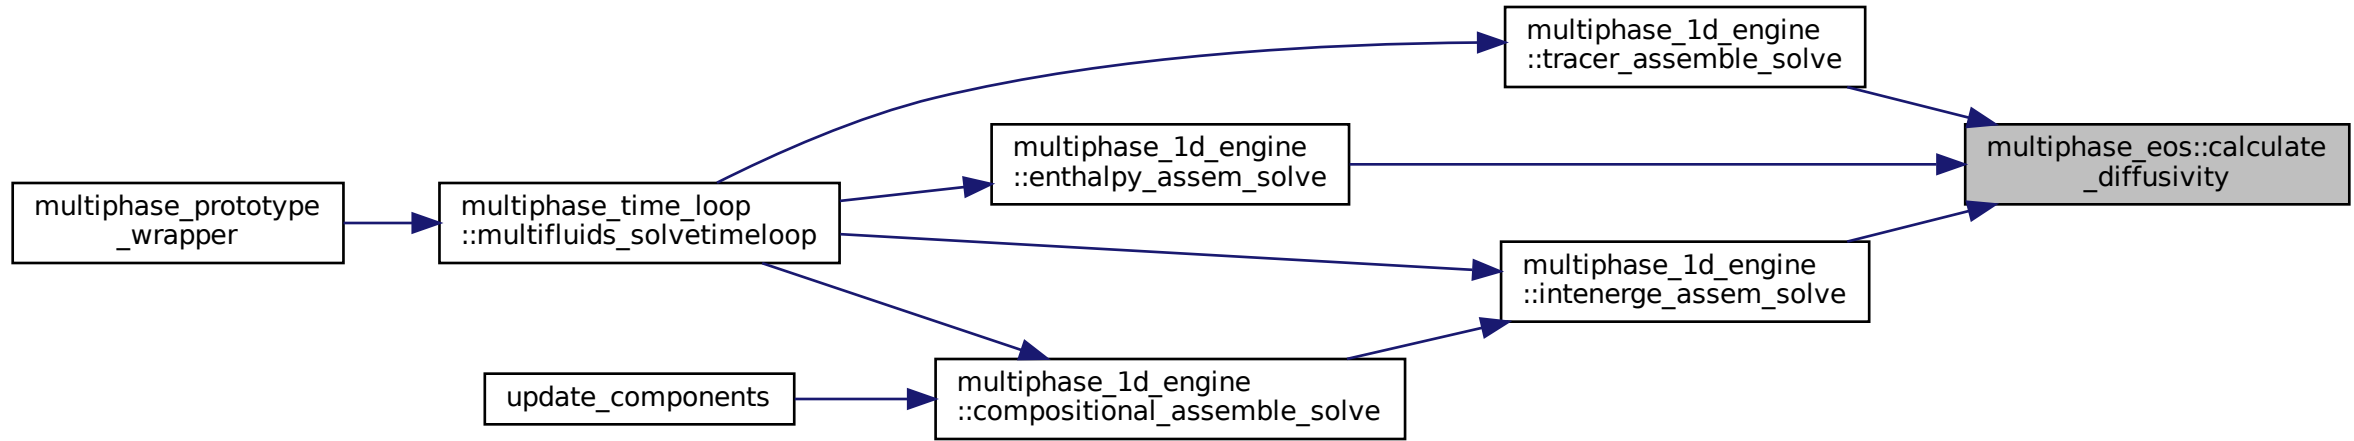 multiphase_1d_engine
::tracer_assemble_solve
multiphase_1d_engine
::enthalpy_assem_solve
multiphase_eos::calculate
_diffusivity
multiphase_prototype
_wrapper
multiphase_time_loop
::multifluids_solvetimeloop
multiphase_1d_engine
::intenerge_assem_solve
update_components
multiphase_1d_engine
::compositional_assemble_solve